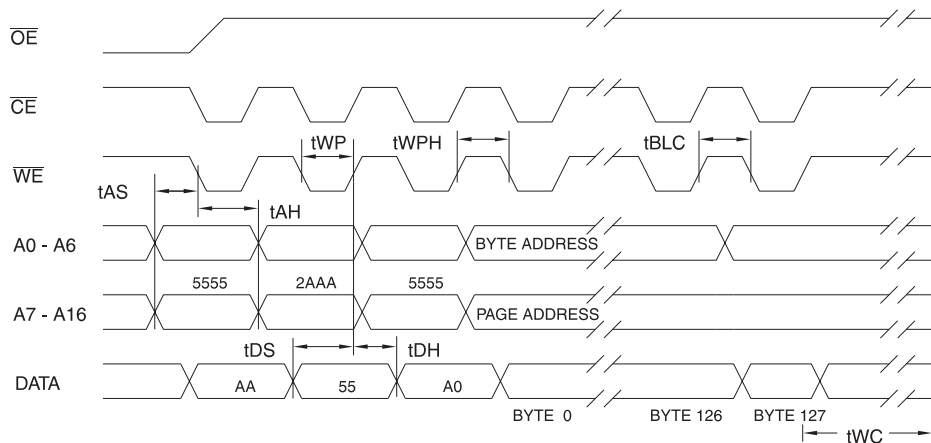 OE
CE
tWP tWPH tBLC
WE
tAS
tAH
A0 - A6 BYTE ADDRESS
5555 2AAA 5555
A7 - A16 PAGE ADDRESS
tDS tDH
DATA AA 55 A0
BYTE 0 BYTE 126 BYTE 127
tWC